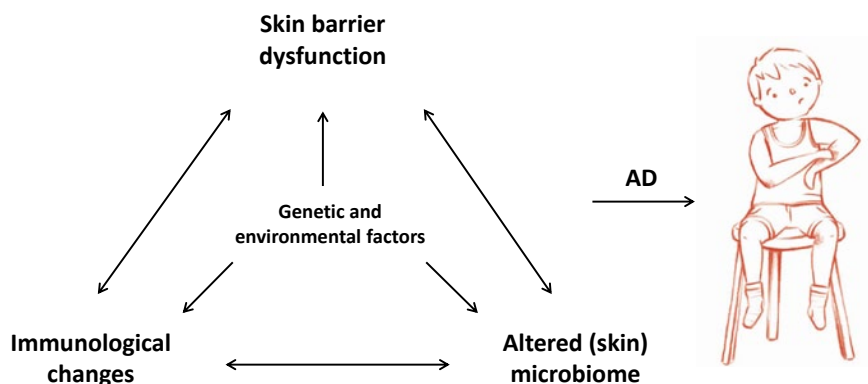 Skin barrier
dysfunction
AD
Genetic and
environmental factors
Immunological
changes
Altered (skin)
microbiome